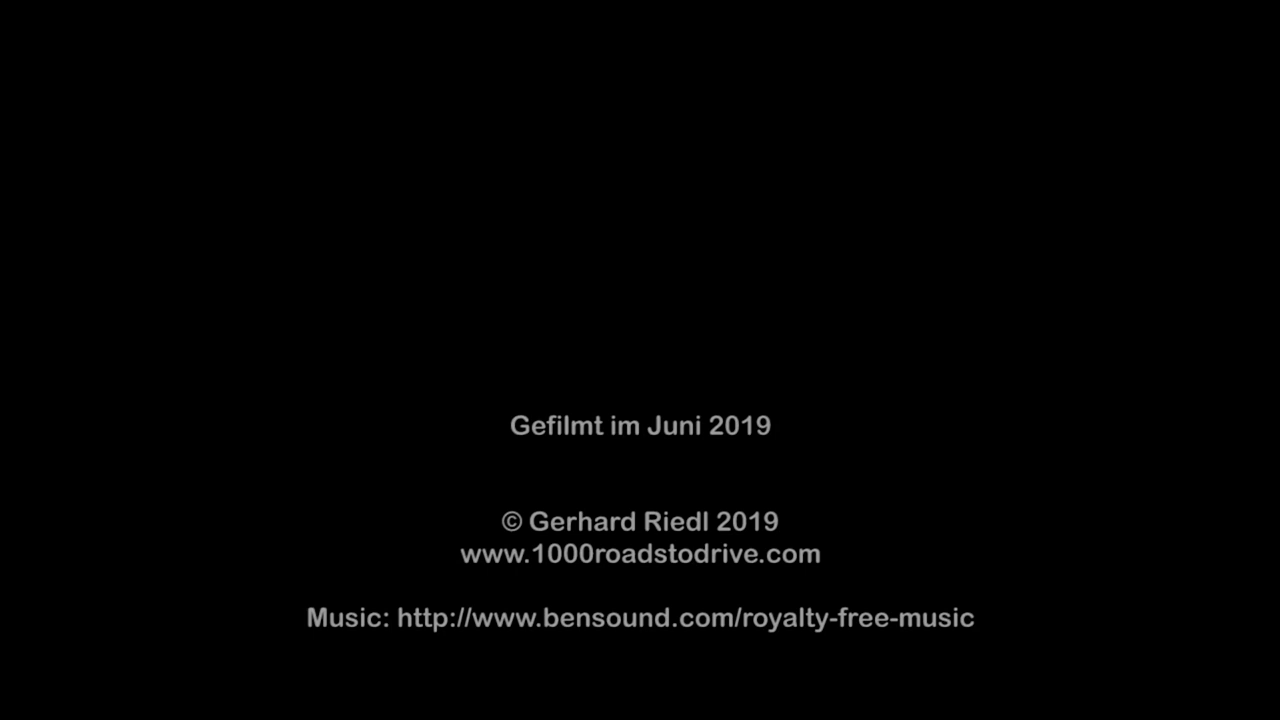 Gefilmt im Juni 2019
© Gerhard Riedl 2019
www.1000roadstodrive.com
Music: http://www.bensound.com/royalty-free-music